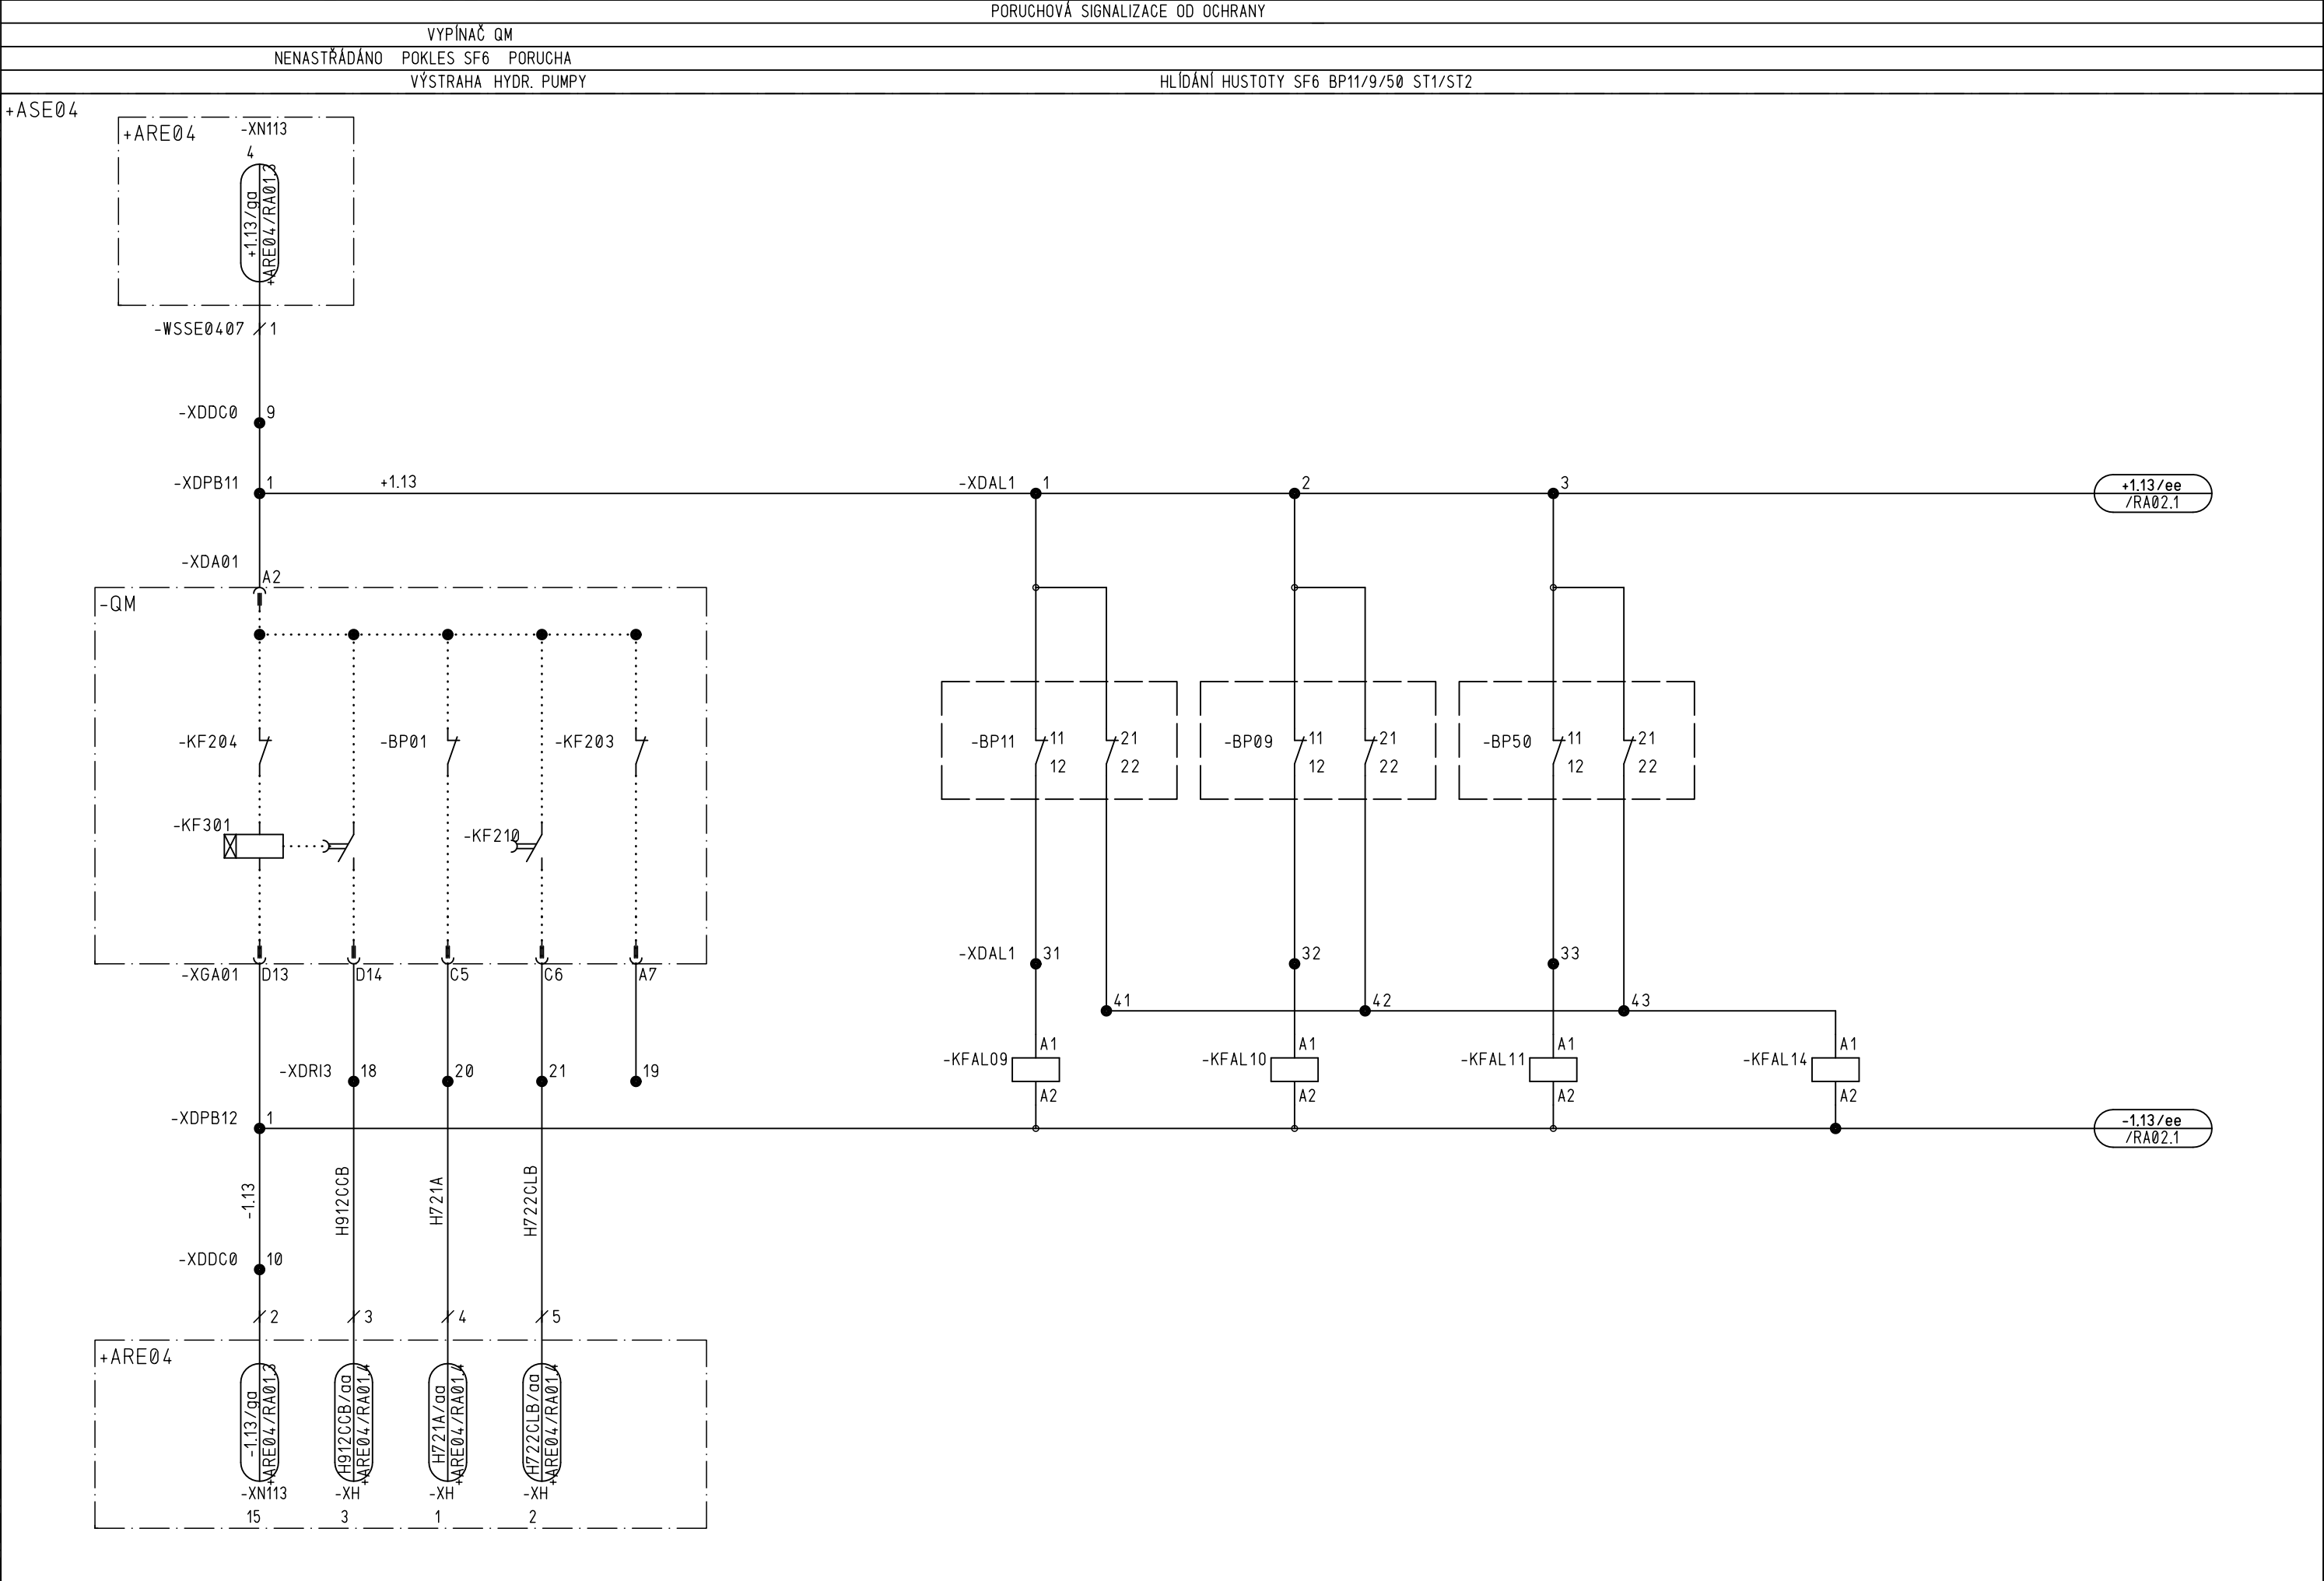 PORUCHOVÁ SIGNALIZACE OD OCHRANY
VYPÍNAČ QM
NENASTŘÁDÁNO POKLES SF6 PORUCHA
VÝSTRAHA HYDR. PUMPY HLÍDÁNÍ HUSTOTY SF6 BP11/9/50 ST1/ST2
+ASE04
+ARE04 -XN113
4
+1.13/ga
+ARE04/RA01.3
-WSSE0407 1
-XDDC0 9
-XDPB11 1 +1.13 -XDAL1 1 2 3 +1.13/ee
/RA02.1
-XDA01 A2
-QM
-KF204 -BP01 -KF203 -BP11 11 21 -BP09 11 21 -BP50 11 21
12 22 12 22 12 22
-KF301 -KF210
-XDAL1 31 32 33
-XGA01 D13 D14 C5 C6 A7
41 42 43
A1 A1 A1 A1
-KFAL09 -KFAL10 -KFAL11 -KFAL14
-XDRI3 18 20 21 19
A2 A2 A2 A2
-XDPB12 1 -1.13/ee
/RA02.1
-1.13 H912CCB H721A H722CLB
-XDDC0 10
2 3 4 5
+ARE04
-1.13/ga
+ARE04/RA01.3
H912CCB/aa
+ARE04/RA01.4
H721A/aa
+ARE04/RA01.4
H722CLB/aa
+ARE04/RA01.4
-XN113 -XH -XH -XH
15 3 1 2